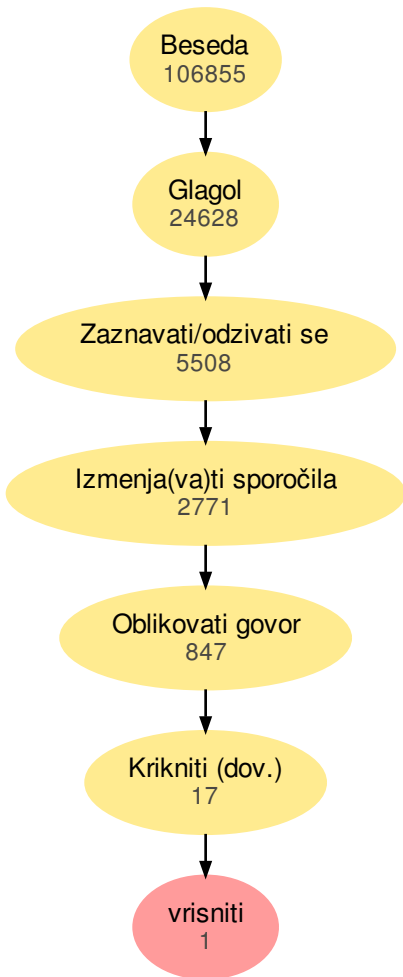 Beseda
106855
Glagol
24628
Zaznavati/odzivati se
5508
Izmenja(va)ti sporočila
2771
Oblikovati govor
847
Krikniti (dov.)
17
vrisniti
1